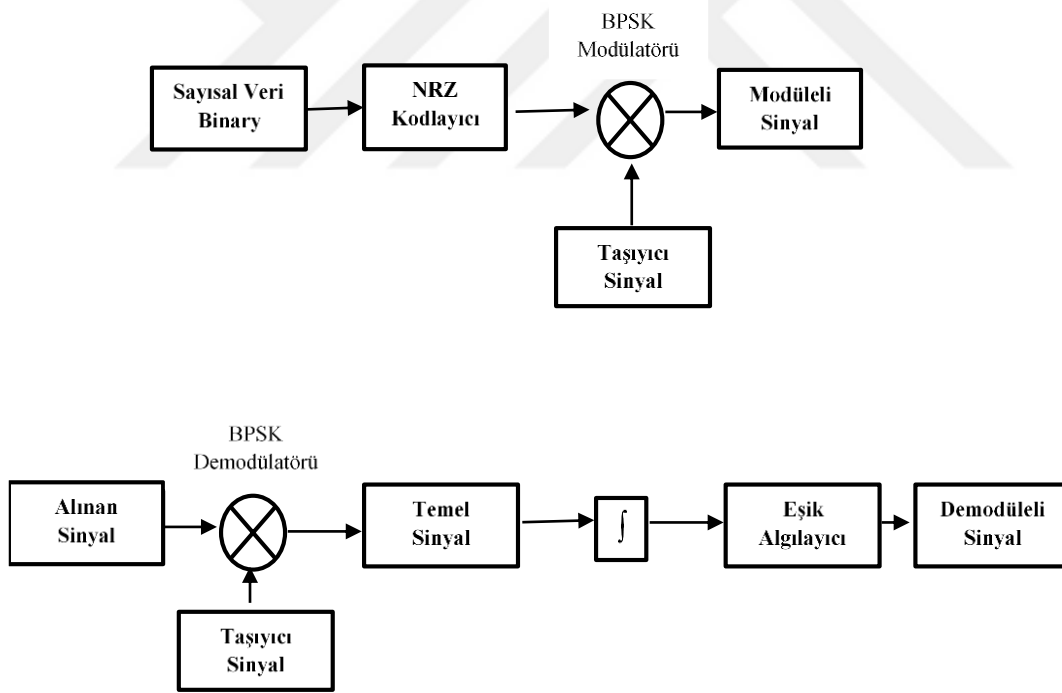 BPSK
Modülatörü
Sayısal Veri
Binary
NRZ
Kodlayıcı
Modüleli
Sinyal
Taşıyıcı
Sinyal
BPSK
Demodülatörü
Alınan
Sinyal
Temel
Sinyal
∫
Eşik
Algılayıcı
Demodüleli
Sinyal
Taşıyıcı
Sinyal